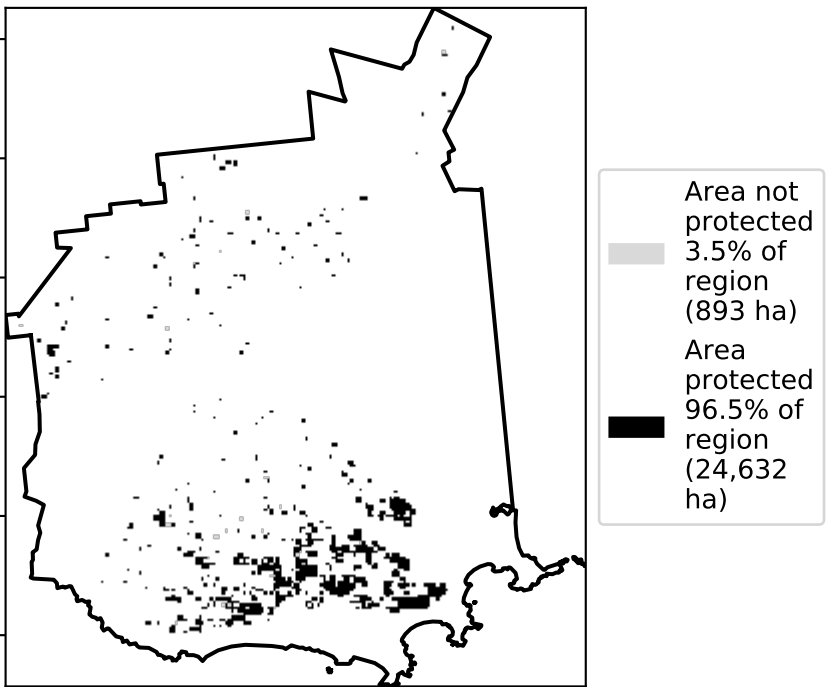 Area not
protected
3.5% of
region
(893 ha)
Area
protected
96.5% of
region
(24,632
ha)